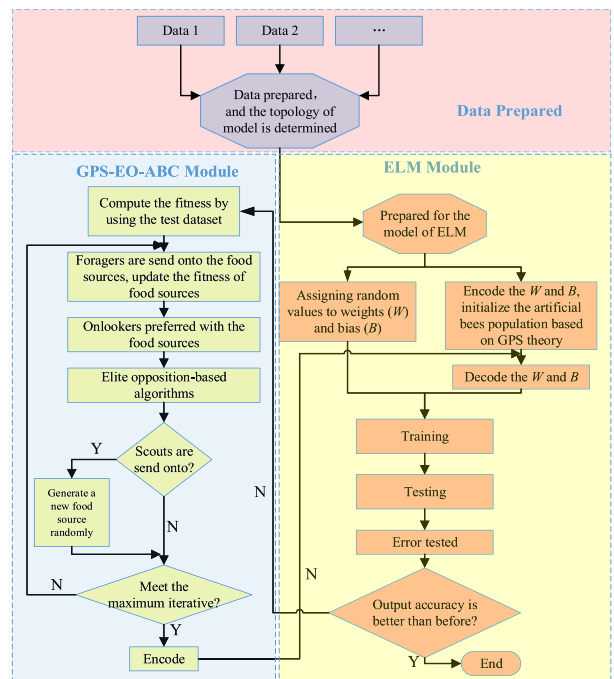 Data 1
Data 2
...
Data prepared,
and the topology of
model is determined
Data Prepared
GPS-EO-ABC Module
Compute the fitness by
using the test dataset
Foragers are send onto the food
sources, update the fitness of
food sources
Onlookers preferred with the
food sources
Elite opposition-based
algorithms
Scouts are
send onto?
Y
Generate a
new food
source
randomly
N
Meet the
maximum iterative?
N
Y
Encode
ELM Module
Prepared for the
model of ELM
Assigning random
values to weights (W)
and bias (B)
Encode the W and B,
initialize the artificial
bees population based
on GPS theory
Decode the W and B
Training
Testing
Error tested
N
N
Output accuracy is
better than before?
Y
End